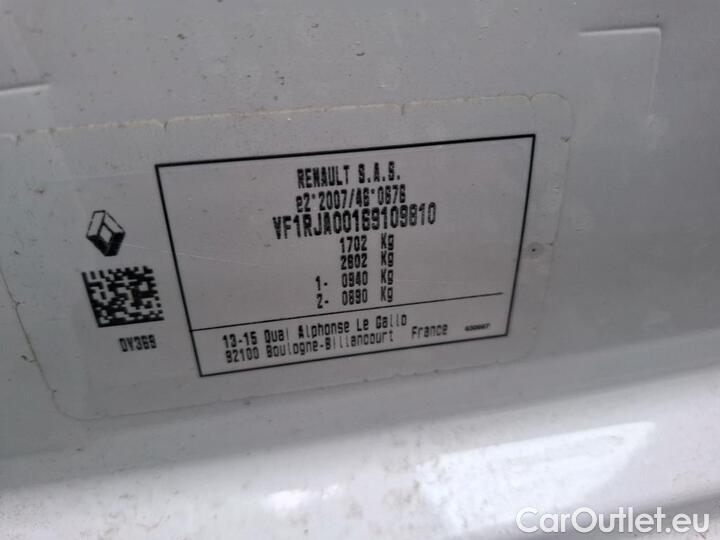 RENAULT S.A.S.
e2*2007/46*0676
VF1RJA00169109810
1702 Kg
2802 Kg
1- 0940 Kg
2- 0890 Kg
0V369
13-15 Quai Alphonse Le Gallo
92100 Boulogne-Billancourt France
CarOutlet.eu